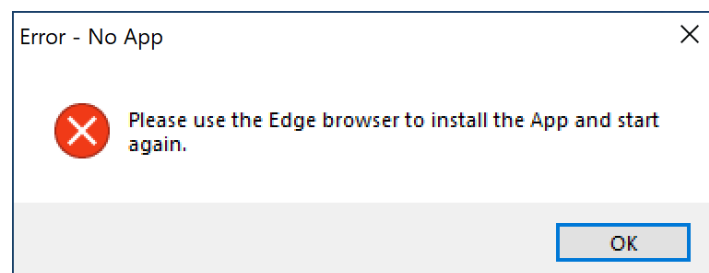 Error - No App
Please use the Edge browser to install the App and start
again.
OK